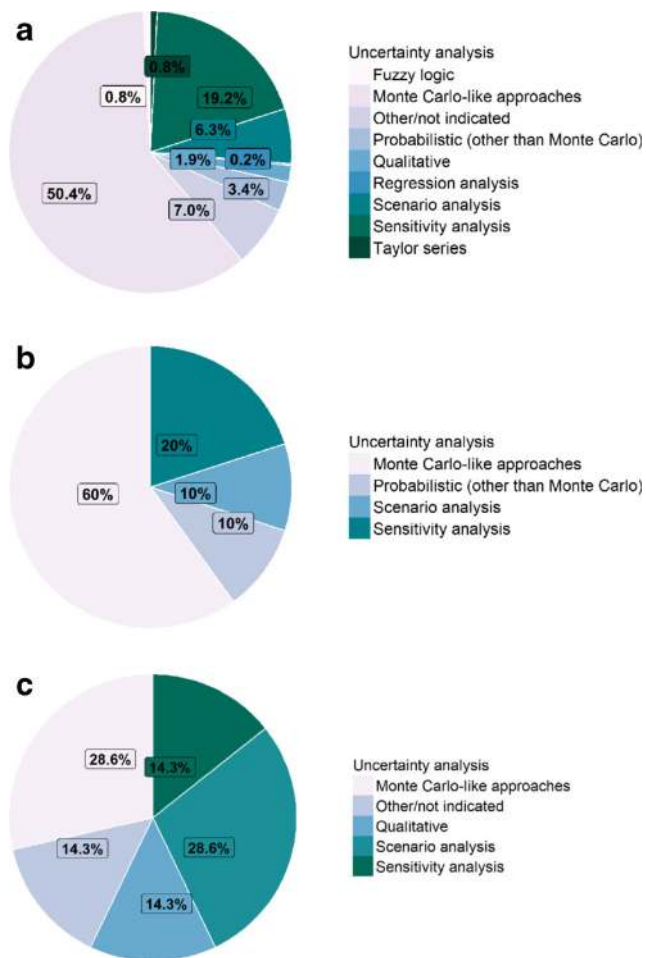 a
0.8%
0.8%
19.2%
6.3%
1.9%
0.2%
3.4%
50.4%
7.0%
Uncertainty analysis
Fuzzy logic
Monte Carlo-like approaches
Other/not indicated
Probabilistic (other than Monte Carlo)
Qualitative
Regression analysis
Scenario analysis
Sensitivity analysis
Taylor series
b
20%
60%
10%
10%
Uncertainty analysis
Monte Carlo-like approaches
Probabilistic (other than Monte Carlo)
Scenario analysis
Sensitivity analysis
c
28.6%
14.3%
14.3%
28.6%
14.3%
Uncertainty analysis
Monte Carlo-like approaches
Other/not indicated
Qualitative
Scenario analysis
Sensitivity analysis